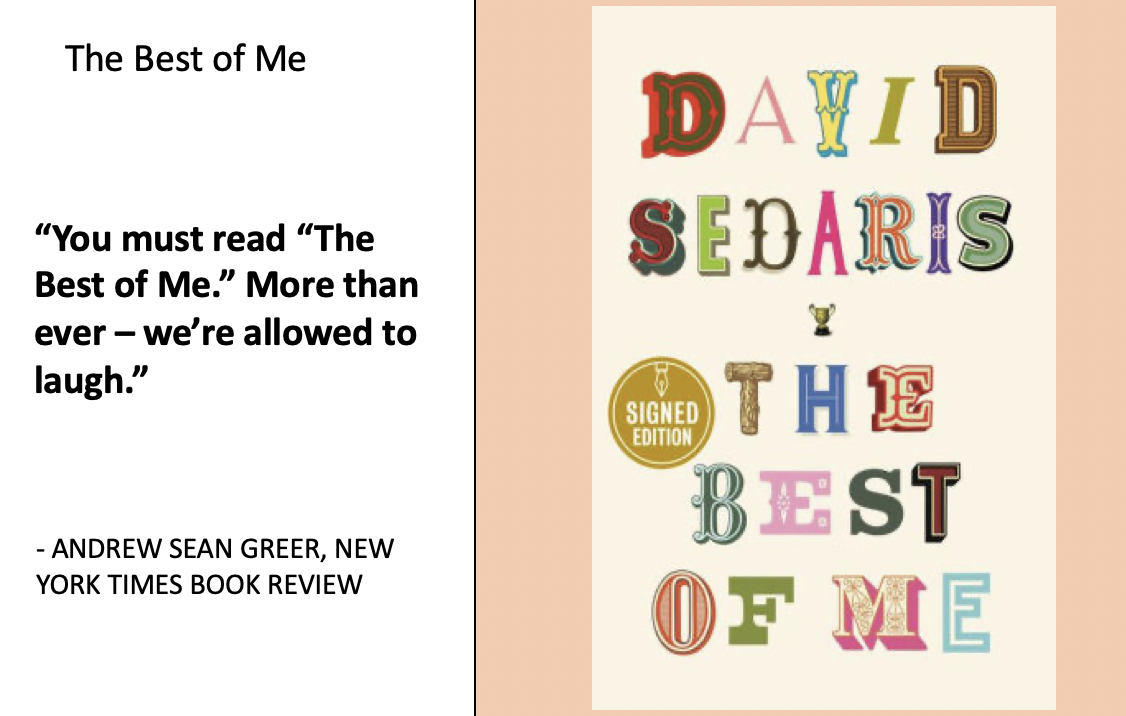 The Best of Me
“You must read “The
Best of Me.” More than
ever – we’re allowed to
laugh.”
- ANDREW SEAN GREER, NEW
YORK TIMES BOOK REVIEW
DAVID
SEDARIS
SIGNED
EDITION
THE
BEST
OF ME